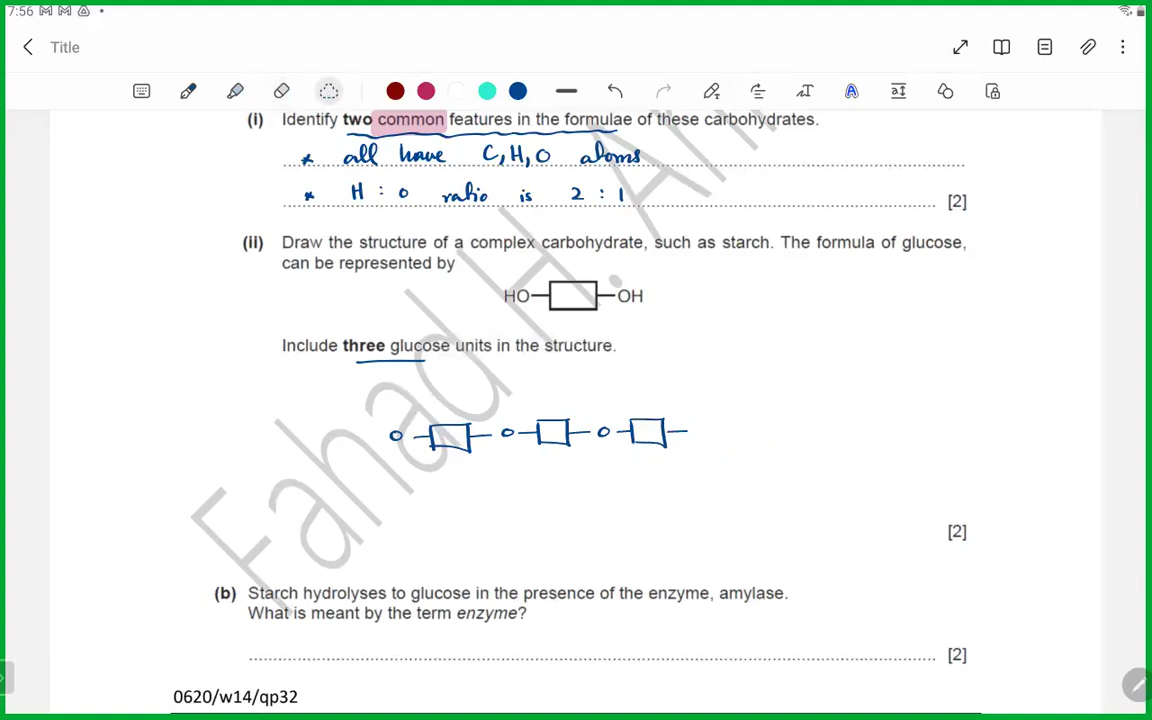 7:56
Title
(i) Identify two common features in the formulae of these carbohydrates.
* all have C, H, O atoms
* H : O ratio is 2 : 1
[2]
(ii) Draw the structure of a complex carbohydrate, such as starch. The formula of glucose,
can be represented by
HO OH
Include three glucose units in the structure.
O O O
[2]
(b) Starch hydrolyses to glucose in the presence of the enzyme, amylase.
What is meant by the term enzyme?
[2]
0620/w14/qp32
Fahad H.